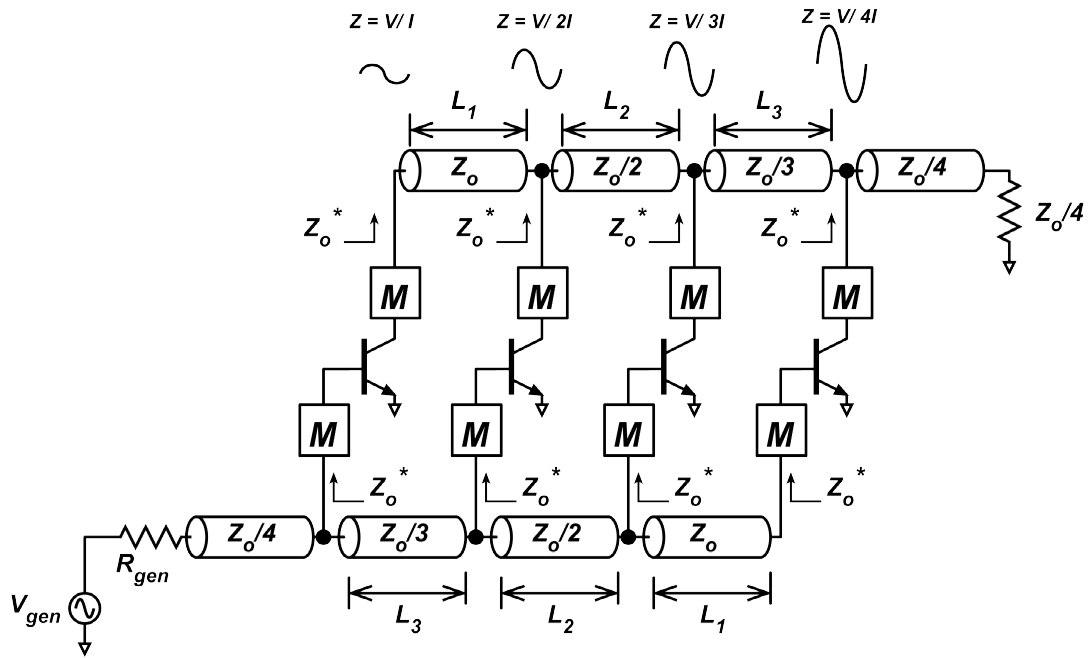 Z = V/ I Z = V/ 2I Z = V/ 3I Z = V/ 4I
L1 L2 L3
Zo Zo/2 Zo/3 Zo/4
Zo* Zo* Zo* Zo* Zo/4
M M M M
M M M M
Zo* Zo* Zo* Zo*
Zo/4 Zo/3 Zo/2 Zo
Rgen
Vgen
L3 L2 L1